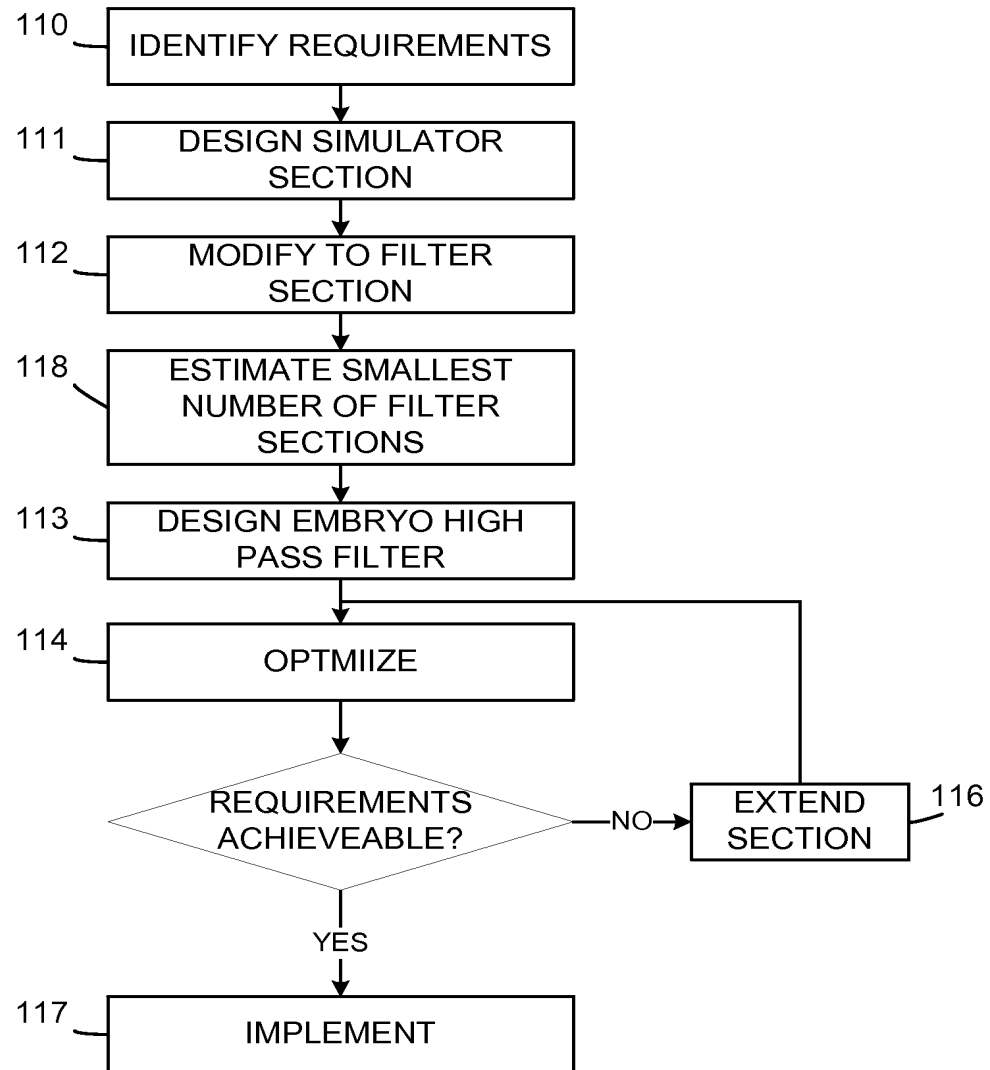 110
IDENTIFY REQUIREMENTS
111
DESIGN SIMULATOR
SECTION
112
MODIFY TO FILTER
SECTION
118
ESTIMATE SMALLEST
NUMBER OF FILTER
SECTIONS
113
DESIGN EMBRYO HIGH
PASS FILTER
114
OPTMIIZE
REQUIREMENTS
ACHIEVEABLE?
NO
EXTEND
SECTION
116
YES
117
IMPLEMENT